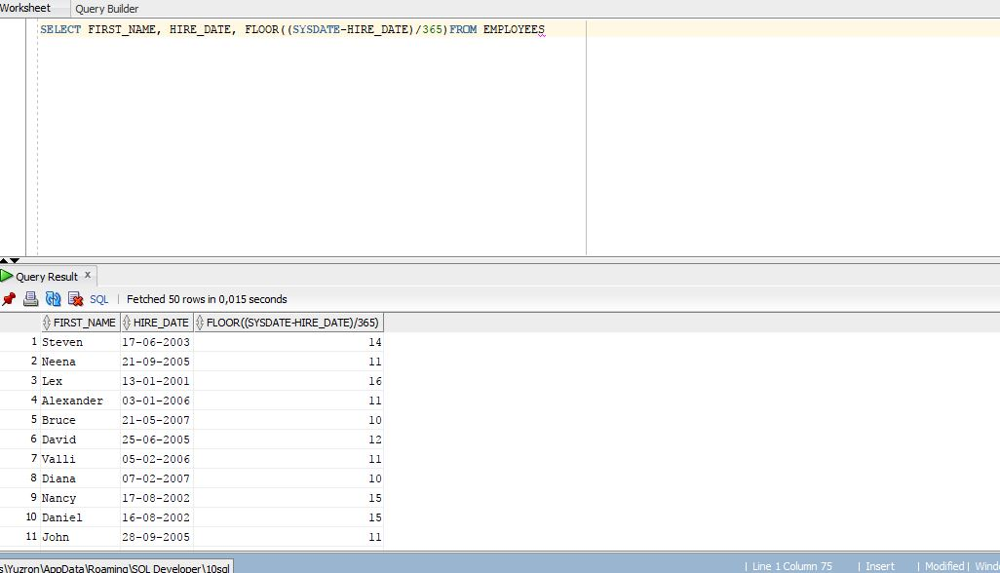 Worksheet Query Builder
SELECT FIRST_NAME, HIRE_DATE, FLOOR((SYSDATE-HIRE_DATE)/365)FROM EMPLOYEES
Query Result x
SQL | Fetched 50 rows in 0,015 seconds
FIRST_NAME HIRE_DATE FLOOR((SYSDATE-HIRE_DATE)/365)
1 Steven 17-06-2003 14
2 Neena 21-09-2005 11
3 Lex 13-01-2001 16
4 Alexander 03-01-2006 11
5 Bruce 21-05-2007 10
6 David 25-06-2005 12
7 Valli 05-02-2006 11
8 Diana 07-02-2007 10
9 Nancy 17-08-2002 15
10 Daniel 16-08-2002 15
11 John 28-09-2005 11
s\Yuzron\AppData\Roaming\SQL Developer\10sql | Line 1 Column 75 | Insert | Modified | Wind